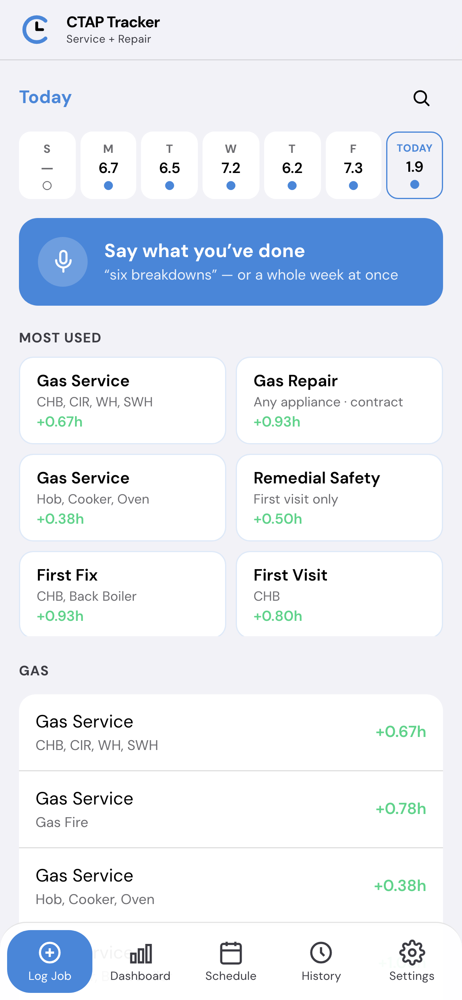 CTAP Tracker
Service + Repair
Today
S M T W T F TODAY
— 6.7 6.5 7.2 6.2 7.3 1.9
Say what you’ve done
“six breakdowns” — or a whole week at once
MOST USED
Gas Service
CHB, CIR, WH, SWH
+0.67h
Gas Repair
Any appliance · contract
+0.93h
Gas Service
Hob, Cooker, Oven
+0.38h
Remedial Safety
First visit only
+0.50h
First Fix
CHB, Back Boiler
+0.93h
First Visit
CHB
+0.80h
GAS
Gas Service
CHB, CIR, WH, SWH
+0.67h
Gas Service
Gas Fire
+0.78h
Gas Service
Hob, Cooker, Oven
+0.38h
Log Job
Dashboard
Schedule
History
Settings